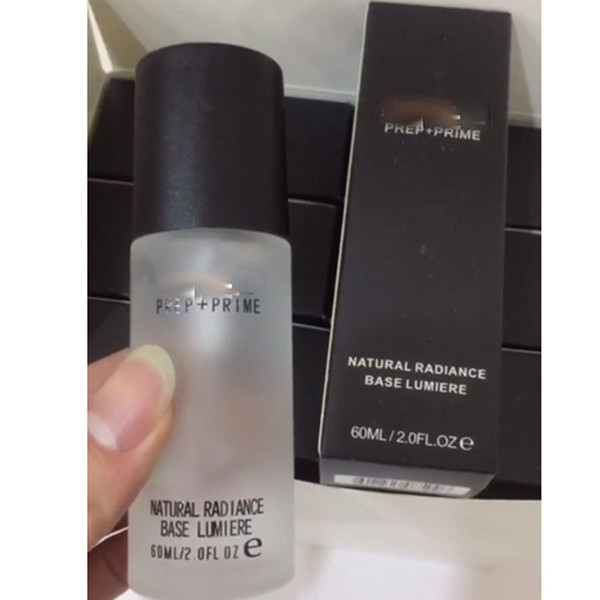 PREP+PRIME
NATURAL RADIANCE
BASE LUMIERE
60ML/2.0FL OZ e
PREP+PRIME
NATURAL RADIANCE
BASE LUMIERE
60ML/2.0FL.OZ e